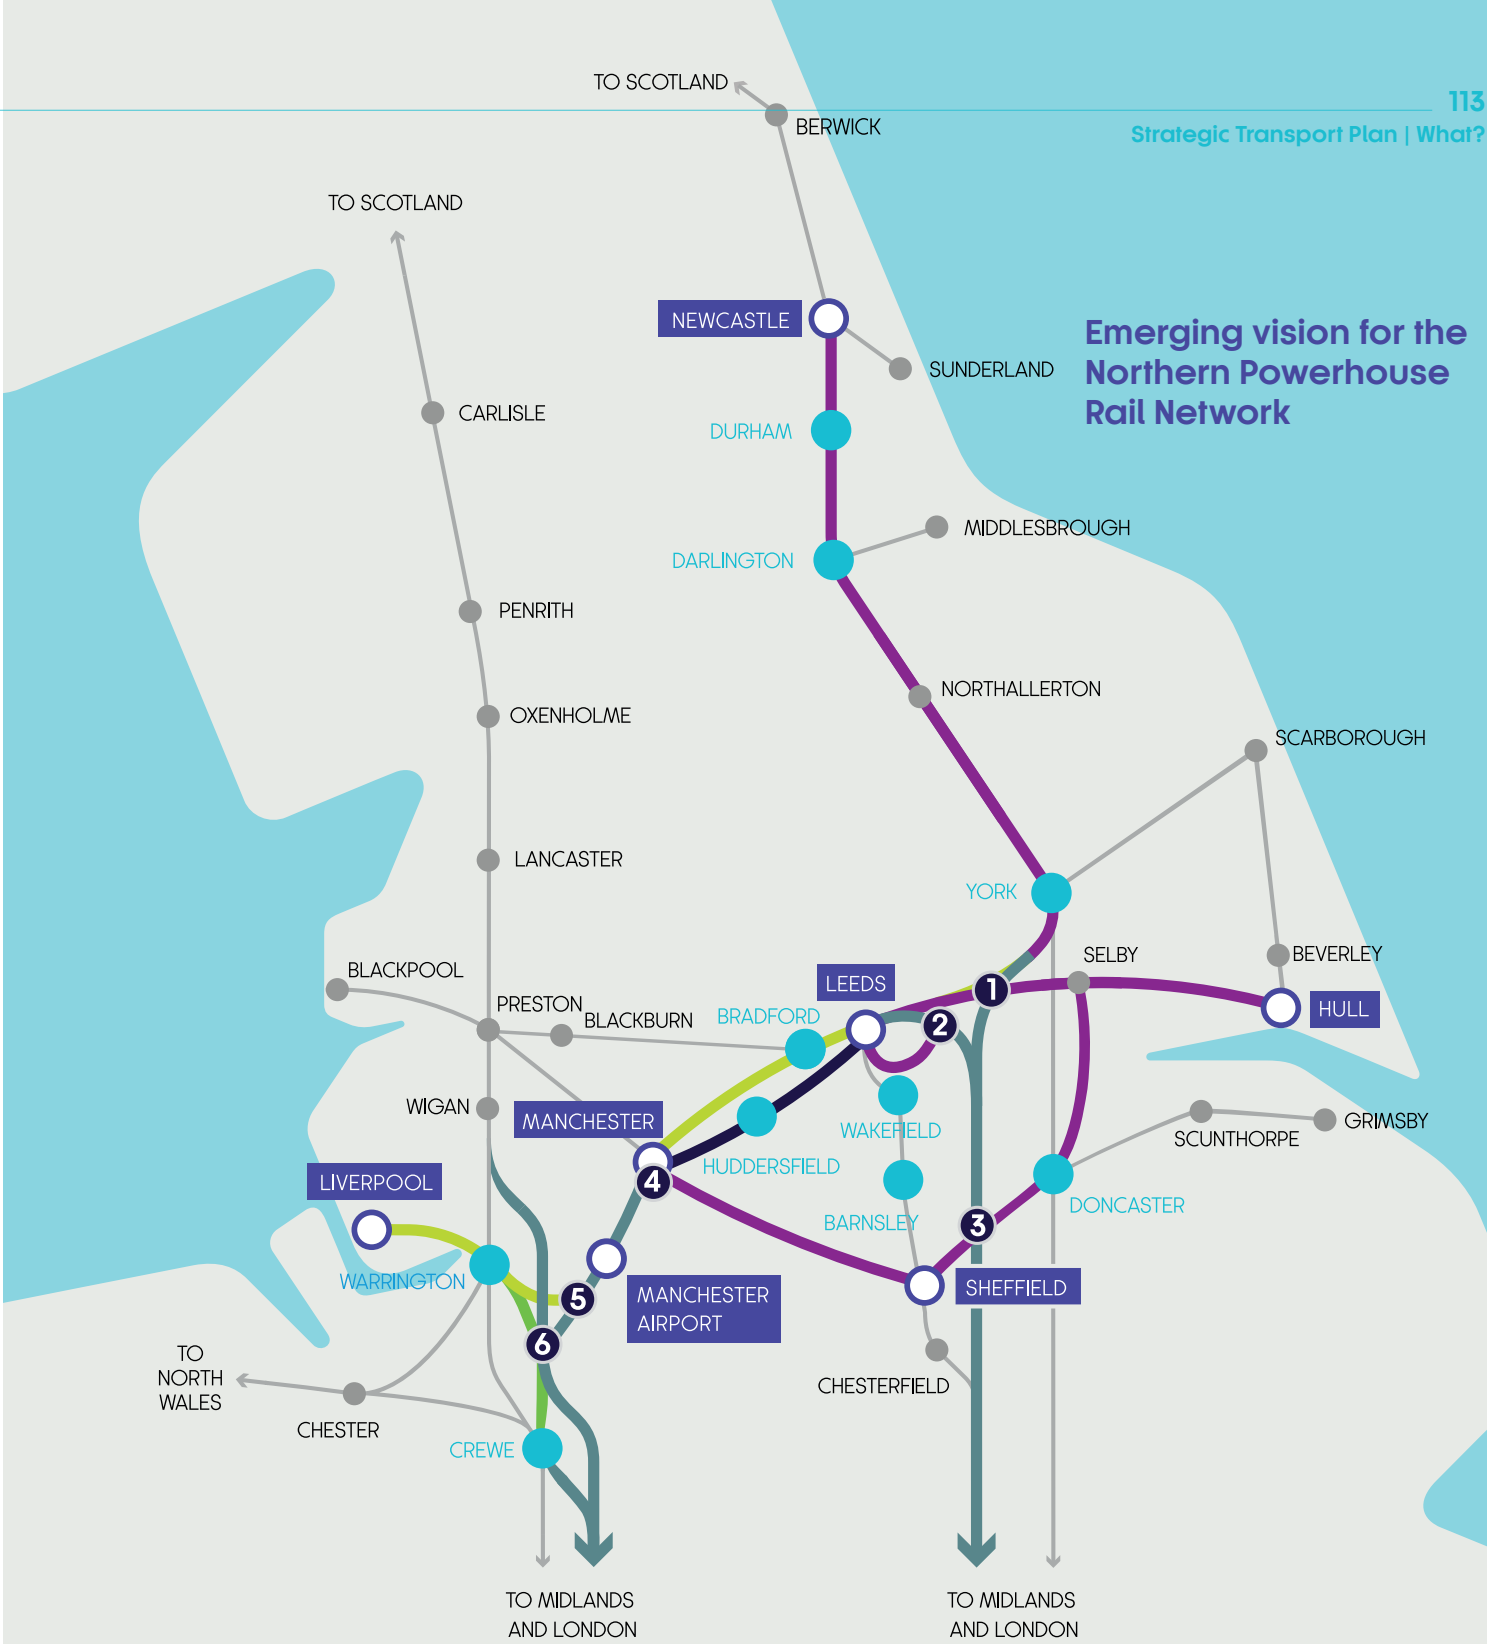 TO SCOTLAND
113
BERWICK
Strategic Transport Plan | What?
TO SCOTLAND
NEWCASTLE
Emerging vision for the
Northern Powerhouse
Rail Network
SUNDERLAND
CARLISLE
DURHAM
MIDDLESBROUGH
DARLINGTON
PENRITH
NORTHALLERTON
OXENHOLME
SCARBOROUGH
LANCASTER
YORK
SELBY
BEVERLEY
BLACKPOOL
LEEDS
1
HULL
PRESTON
BLACKBURN
BRADFORD
2
WIGAN
MANCHESTER
WAKEFIELD
GRIMSBY
SCUNTHORPE
HUDDERSFIELD
LIVERPOOL
4
DONCASTER
BARNSLEY
3
WARRINGTON
SHEFFIELD
5
MANCHESTER
AIRPORT
6
TO
NORTH
WALES
CHESTERFIELD
CHESTER
CREWE
TO MIDLANDS
AND LONDON
TO MIDLANDS
AND LONDON